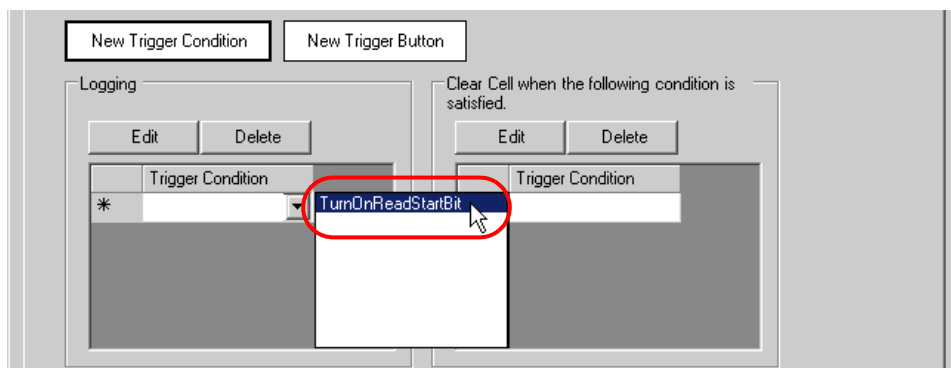 New Trigger Condition
New Trigger Button
Logging
Clear Cell when the following condition is
satisfied.
Edit
Delete
Edit
Delete
Trigger Condition
Trigger Condition
*
TurnOnReadStartBit